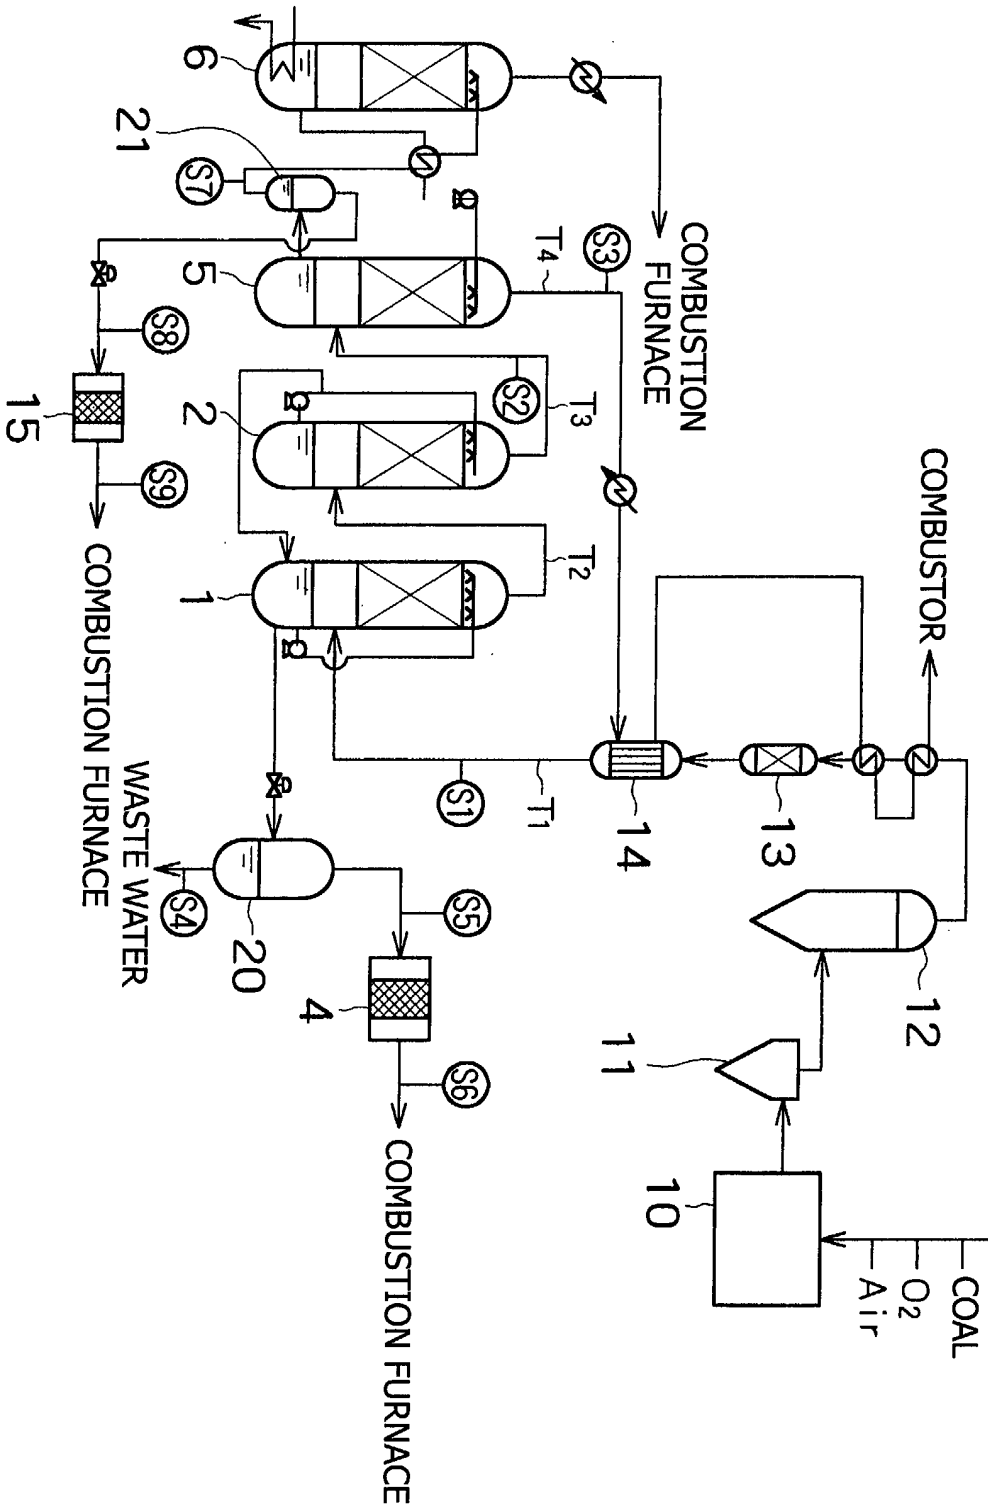 COAL
O2
Air
COMBUSTOR
12
13
COMBUSTION
FURNACE
10
14
11
S3
T4
T3
T2
T1
S2
S1
S5
S6
COMBUSTION FURNACE
4
20
6
S7
5
2
1
S4
21
S8
S9
WASTE WATER
COMBUSTION FURNACE
15